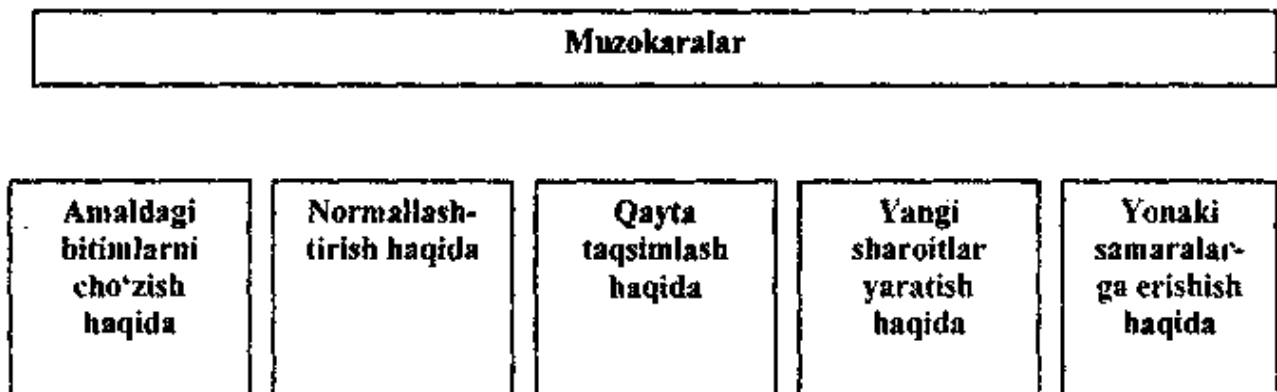 Muzokaralar
Amaldagi
bitimlarni
cho‘zish
haqida
Normallash-
tirish haqida
Qayta
taqsimlash
haqida
Yangi
sharoitlar
yaratish
haqida
Yonaki
samaralar-
ga erishish
haqida